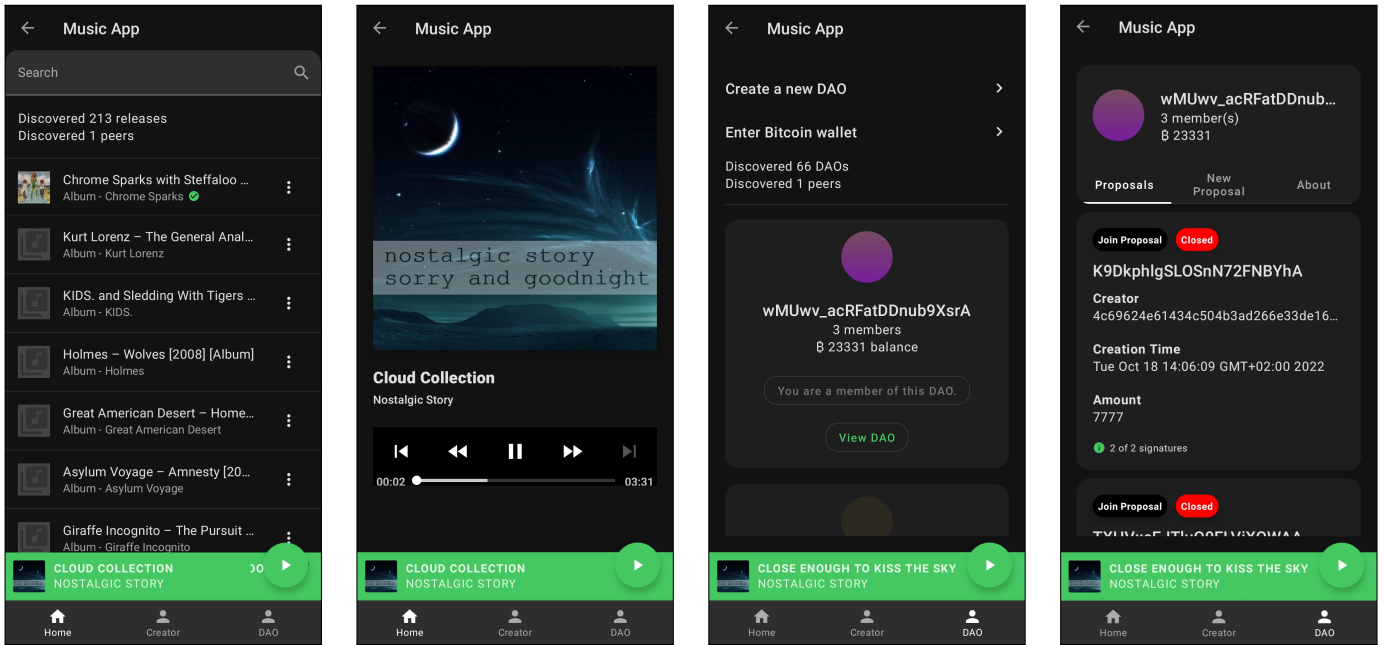 Music App
Search
Discovered 213 releases
Discovered 1 peers
Chrome Sparks with Steffaloo ...
Album - Chrome Sparks
Kurt Lorenz – The General Anal...
Album - Kurt Lorenz
KIDS. and Sledding With Tigers ...
Album - KIDS.
Holmes – Wolves [2008] [Album]
Album - Holmes
Great American Desert – Home...
Album - Great American Desert
Asylum Voyage – Amnesty [20...
Album - Asylum Voyage
Giraffe Incognito – The Pursuit ...
Album - Giraffe Incognito
CLOUD COLLECTION
NOSTALGIC STORY
Home
Creator
DAO
Music App
nostalgic story
sorry and goodnight
Cloud Collection
Nostalgic Story
00:02
03:31
CLOUD COLLECTION
NOSTALGIC STORY
Home
Creator
DAO
Music App
Create a new DAO
Enter Bitcoin wallet
Discovered 66 DAOs
Discovered 1 peers
wMUwv_acRFatDDnub9XsrA
3 members
₿ 23331 balance
You are a member of this DAO.
View DAO
CLOSE ENOUGH TO KISS THE SKY
NOSTALGIC STORY
Home
Creator
DAO
Music App
wMUwv_acRFatDDnub...
3 member(s)
₿ 23331
Proposals
New
Proposal
About
Join Proposal
Closed
K9DkphlgSLOSnN72FNBYhA
Creator
4c69624e61434c504b3ad266e33de16...
Creation Time
Tue Oct 18 14:06:09 GMT+02:00 2022
Amount
7777
2 of 2 signatures
Join Proposal
Closed
CLOSE ENOUGH TO KISS THE SKY
NOSTALGIC STORY
Home
Creator
DAO